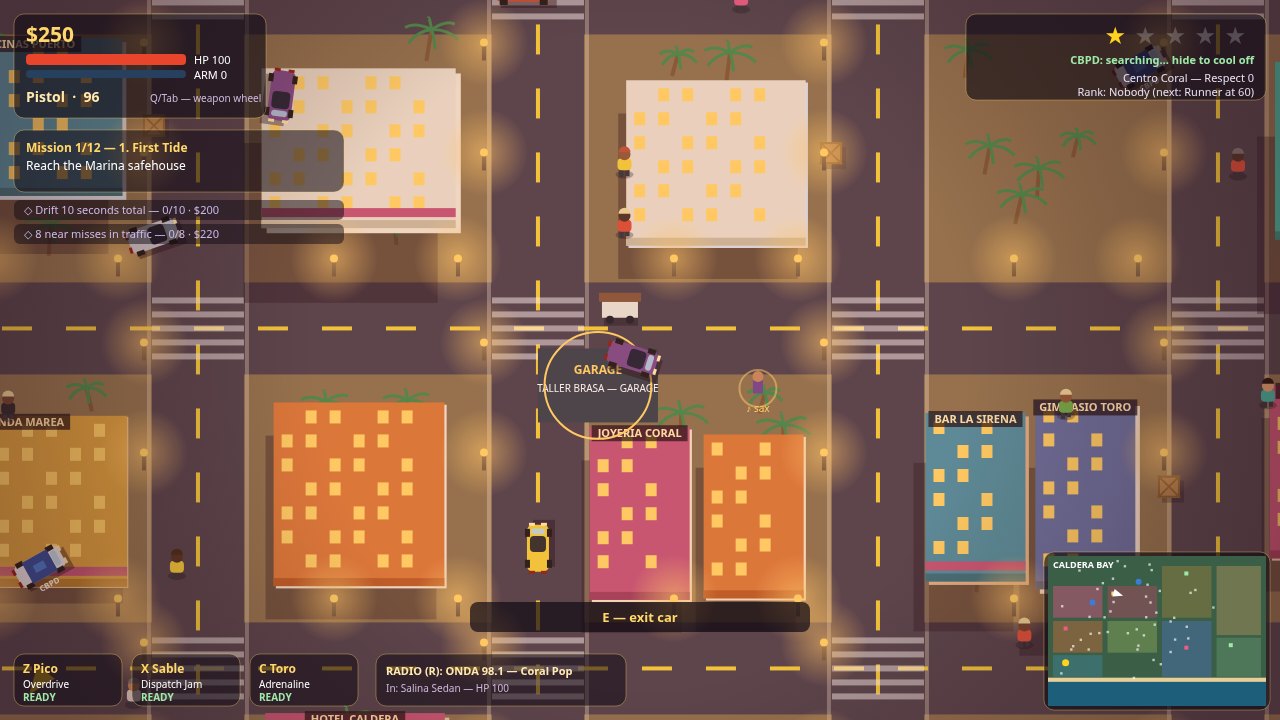 $250
HP 100
ARM 0
Pistol · 96
Q/Tab — weapon wheel
Mission 1/12 — 1. First Tide
Reach the Marina safehouse
◇ Drift 10 seconds total — 0/10 · $200
◇ 8 near misses in traffic — 0/8 · $220
CBPD: searching... hide to cool off
Centro Coral — Respect 0
Rank: Nobody (next: Runner at 60)
GARAGE
TALLER BRASA — GARAGE
♪ sax
JOYERIA CORAL
BAR LA SIRENA
GIMNASIO TORO
NDA MAREA
CBPD
E — exit car
CALDERA BAY
Z Pico
Overdrive
READY
X Sable
Dispatch Jam
READY
C Toro
Adrenaline
READY
RADIO (R): ONDA 98.1 — Coral Pop
In: Salina Sedan — HP 100
HOTEL CALDERA